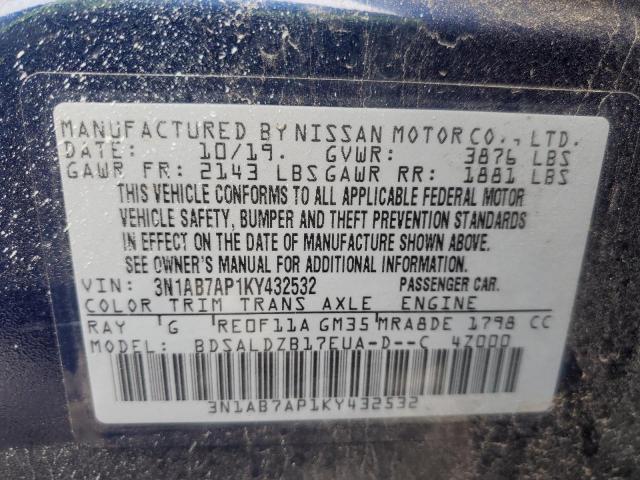 MANUFACTURED BY NISSAN MOTOR CO., LTD.
DATE: 10/19. GVWR: 3876 LBS
GAWR FR: 2143 LBS GAWR RR: 1881 LBS
THIS VEHICLE CONFORMS TO ALL APPLICABLE FEDERAL MOTOR
VEHICLE SAFETY, BUMPER AND THEFT PREVENTION STANDARDS
IN EFFECT ON THE DATE OF MANUFACTURE SHOWN ABOVE.
SEE OWNER'S MANUAL FOR ADDITIONAL INFORMATION.
VIN: 3N1AB7AP1KY432532 PASSENGER CAR.
COLOR TRIM TRANS AXLE ENGINE
RAY G RE0F11A GM35 MRA8DE 1798 CC
MODEL: BDSALDZB17EUA-D--C 4Z000
3N1AB7AP1KY432532